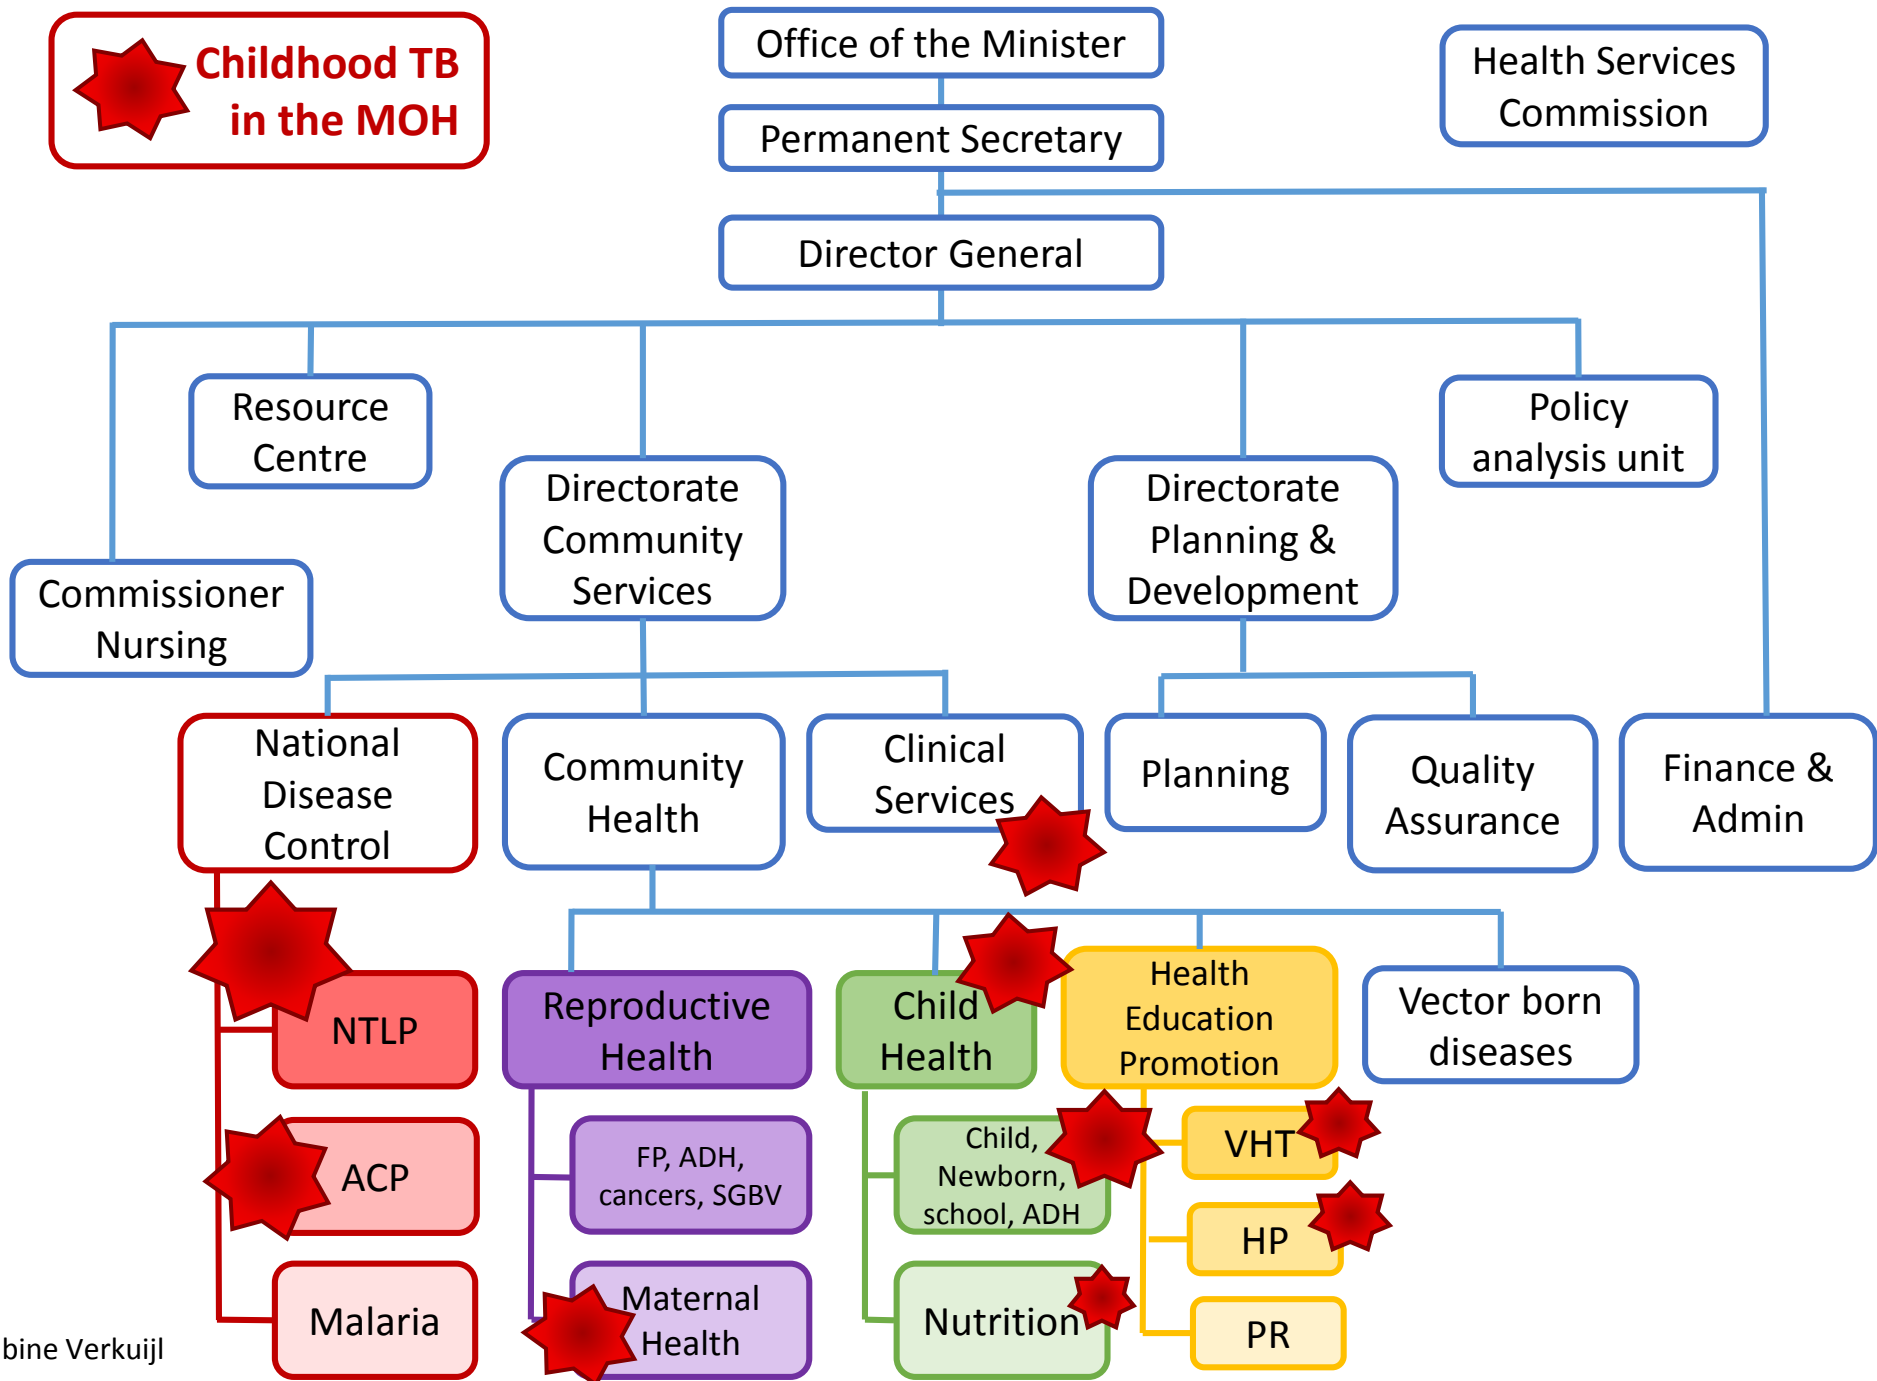 Childhood TB
in the MOH
Office of the Minister
Health Services
Commission
Permanent Secretary
Director General
Resource
Centre
Policy
analysis unit
Directorate
Community
Services
Directorate
Planning &
Development
Commissioner
Nursing
National
Disease
Control
Community
Health
Clinical
Services
Planning
Quality
Assurance
Finance &
Admin
NTLP
Reproductive
Health
Child
Health
Health
Education
Promotion
Vector born
diseases
ACP
FP, ADH,
cancers, SGBV
Child,
Newborn,
school, ADH
VHT
HP
Malaria
Maternal
Health
Nutrition
PR
bine Verkuijl